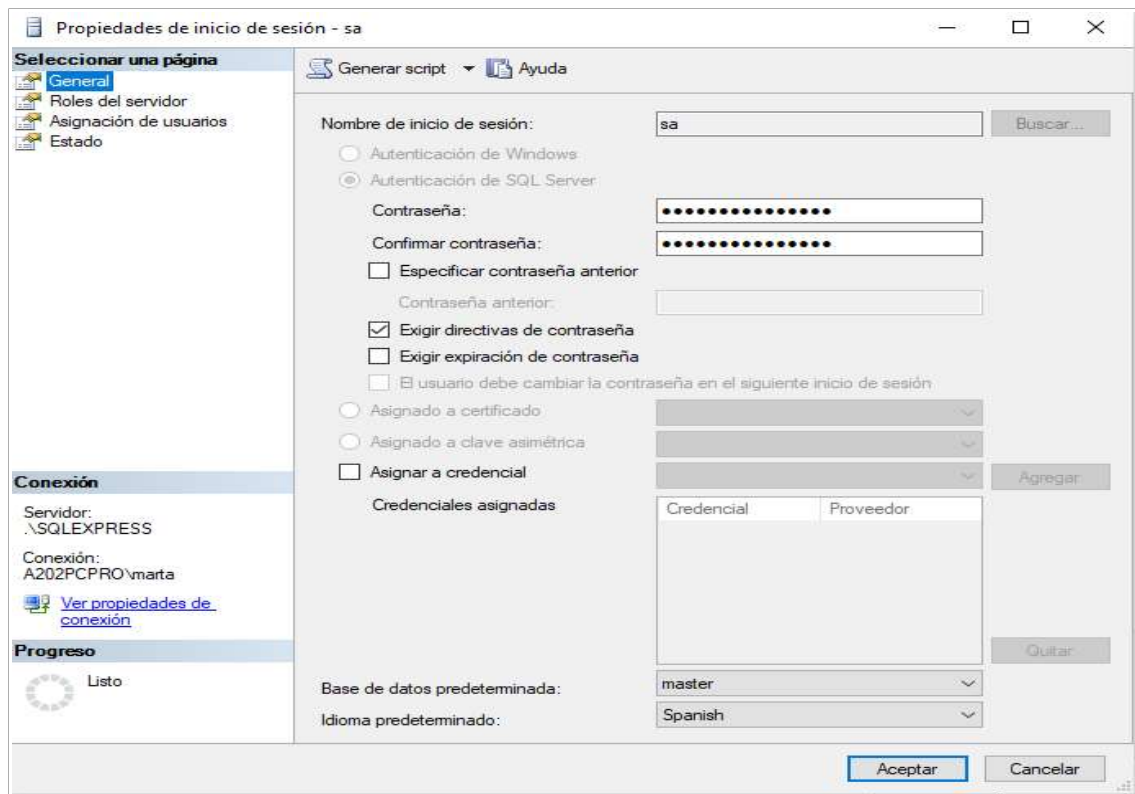 Propiedades de inicio de sesión - sa
Seleccionar una página
General
Roles del servidor
Asignación de usuarios
Estado
Generar script
Ayuda
Nombre de inicio de sesión:
sa
Buscar...
Autenticación de Windows
Autenticación de SQL Server
Contraseña:
●●●●●●●●●●●●●●●
Confirmar contraseña:
●●●●●●●●●●●●●●●
Especificar contraseña anterior
Contraseña anterior:
Exigir directivas de contraseña
Exigir expiración de contraseña
El usuario debe cambiar la contraseña en el siguiente inicio de sesión
Asignado a certificado
Asignado a clave asimétrica
Asignar a credencial
Agregar
Credenciales asignadas
Credencial
Proveedor
Quitar
Base de datos predeterminada:
master
Idioma predeterminado:
Spanish
Conexión
Servidor:
.\SQLEXPRESS
Conexión:
A202PCPRO\marta
Ver propiedades de
conexión
Progreso
Listo
Aceptar
Cancelar